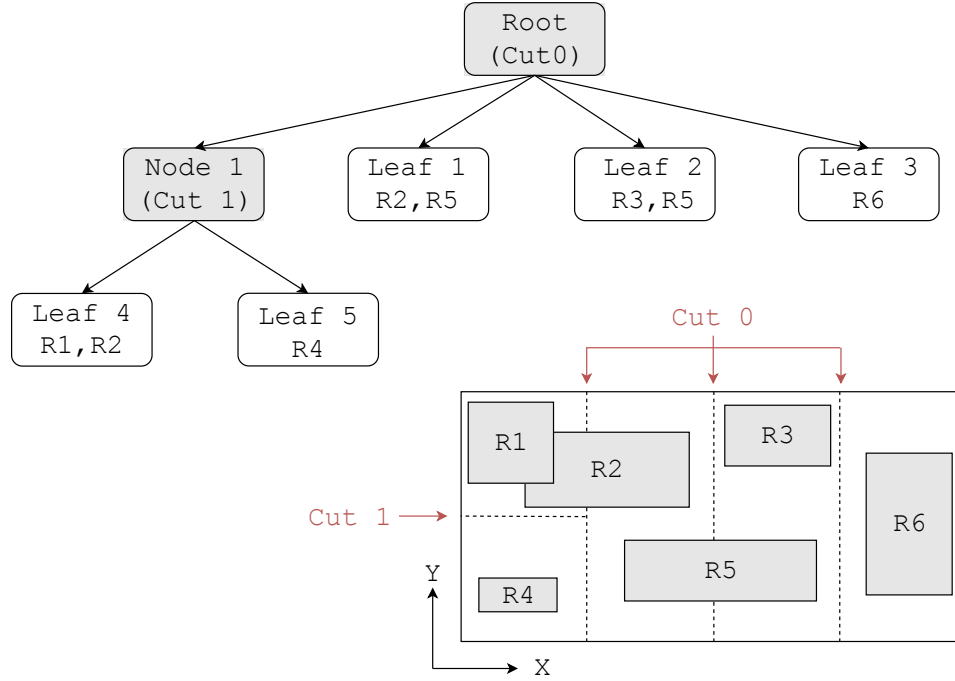 Root
(Cut0)
Node 1
(Cut 1)
Leaf 1
R2,R5
Leaf 2
R3,R5
Leaf 3
R6
Leaf 4
R1,R2
Leaf 5
R4
Cut 0
R1
R2
R3
Cut 1
R6
R5
R4
Y
X